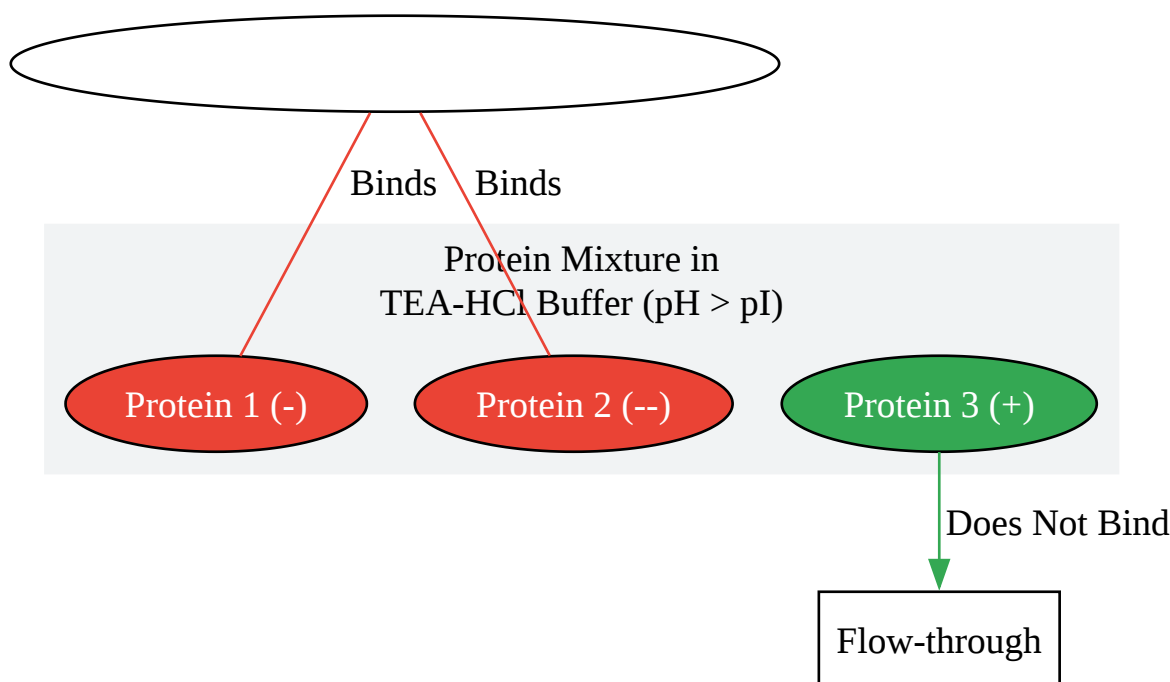 Binds Binds
Protein Mixture in
TEA-HCl Buffer (pH > pI)
Protein 1 (-) Protein 2 (--) Protein 3 (+)
Does Not Bind
Flow-through